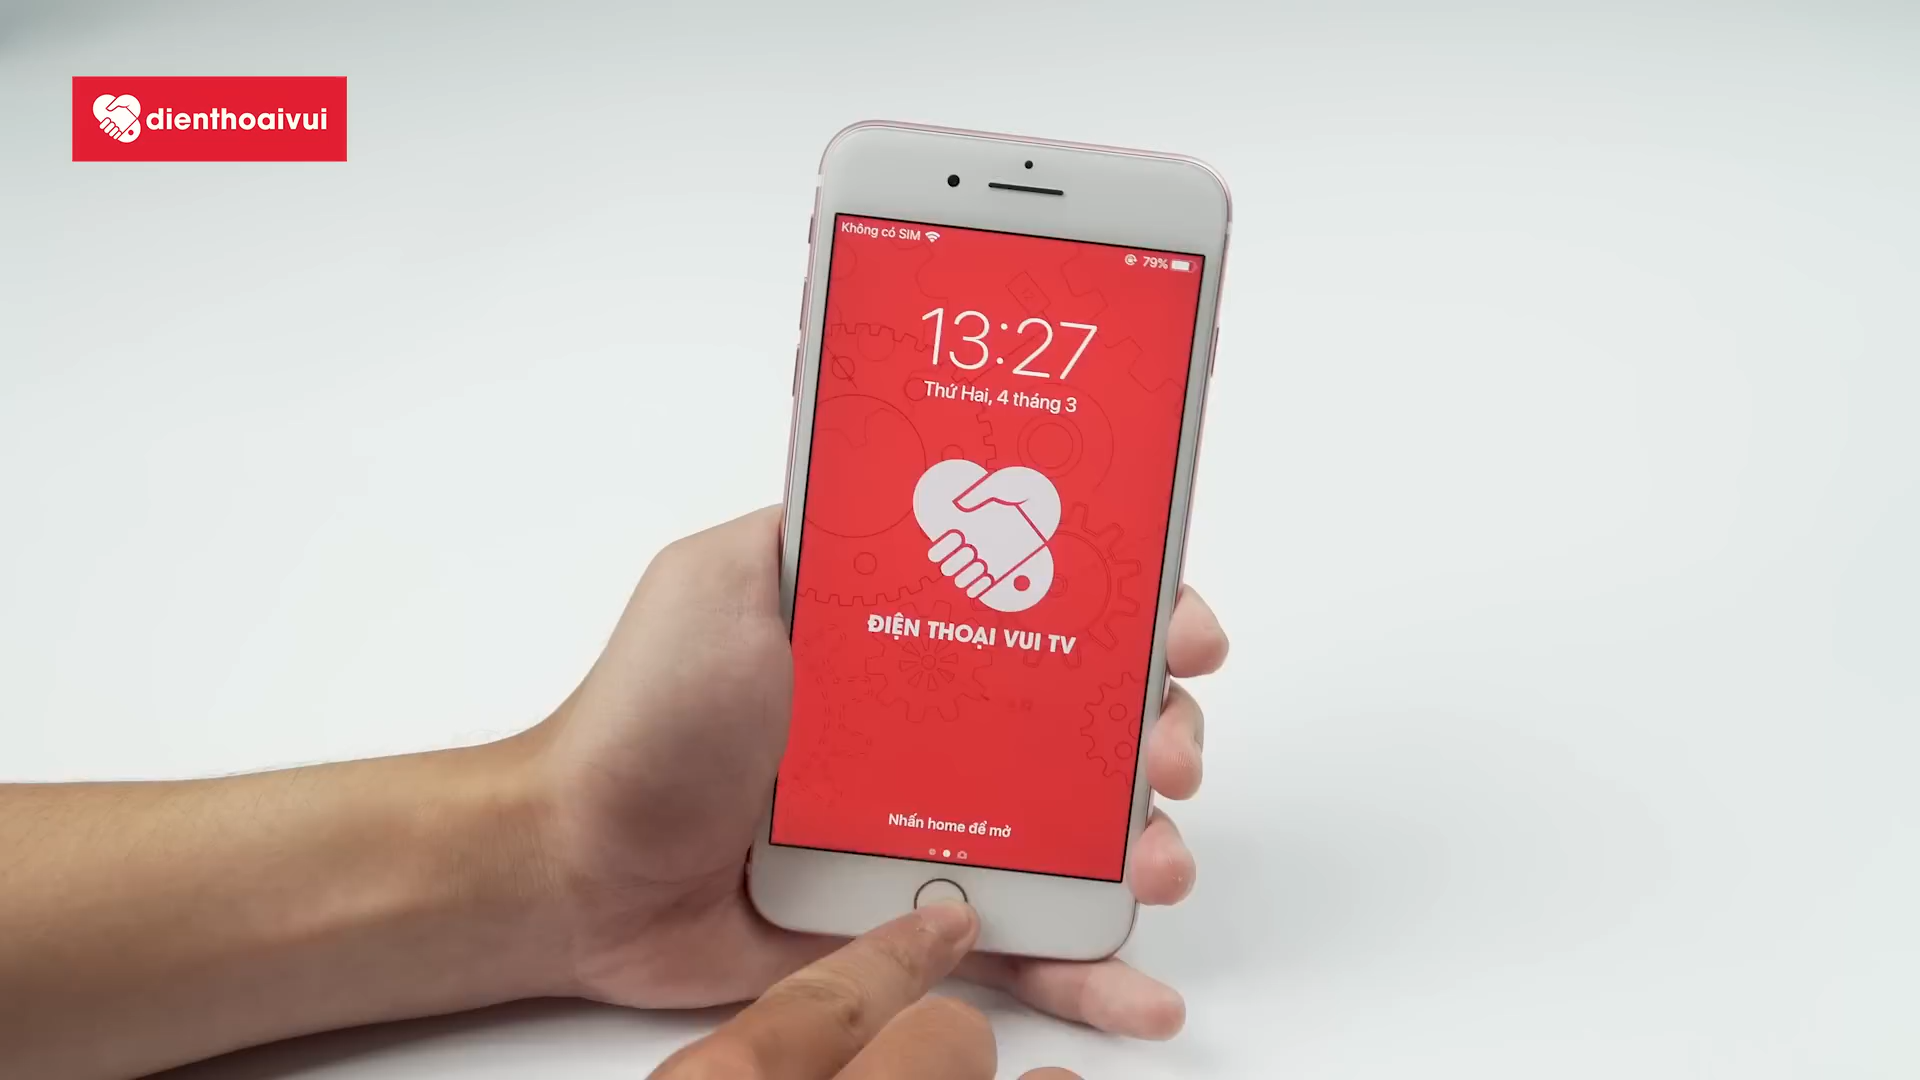 dienthoaivui
Không có SIM
79%
13:27
Thứ Hai, 4 tháng 3
ĐIỆN THOẠI VUI TV
Nhấn home để mở